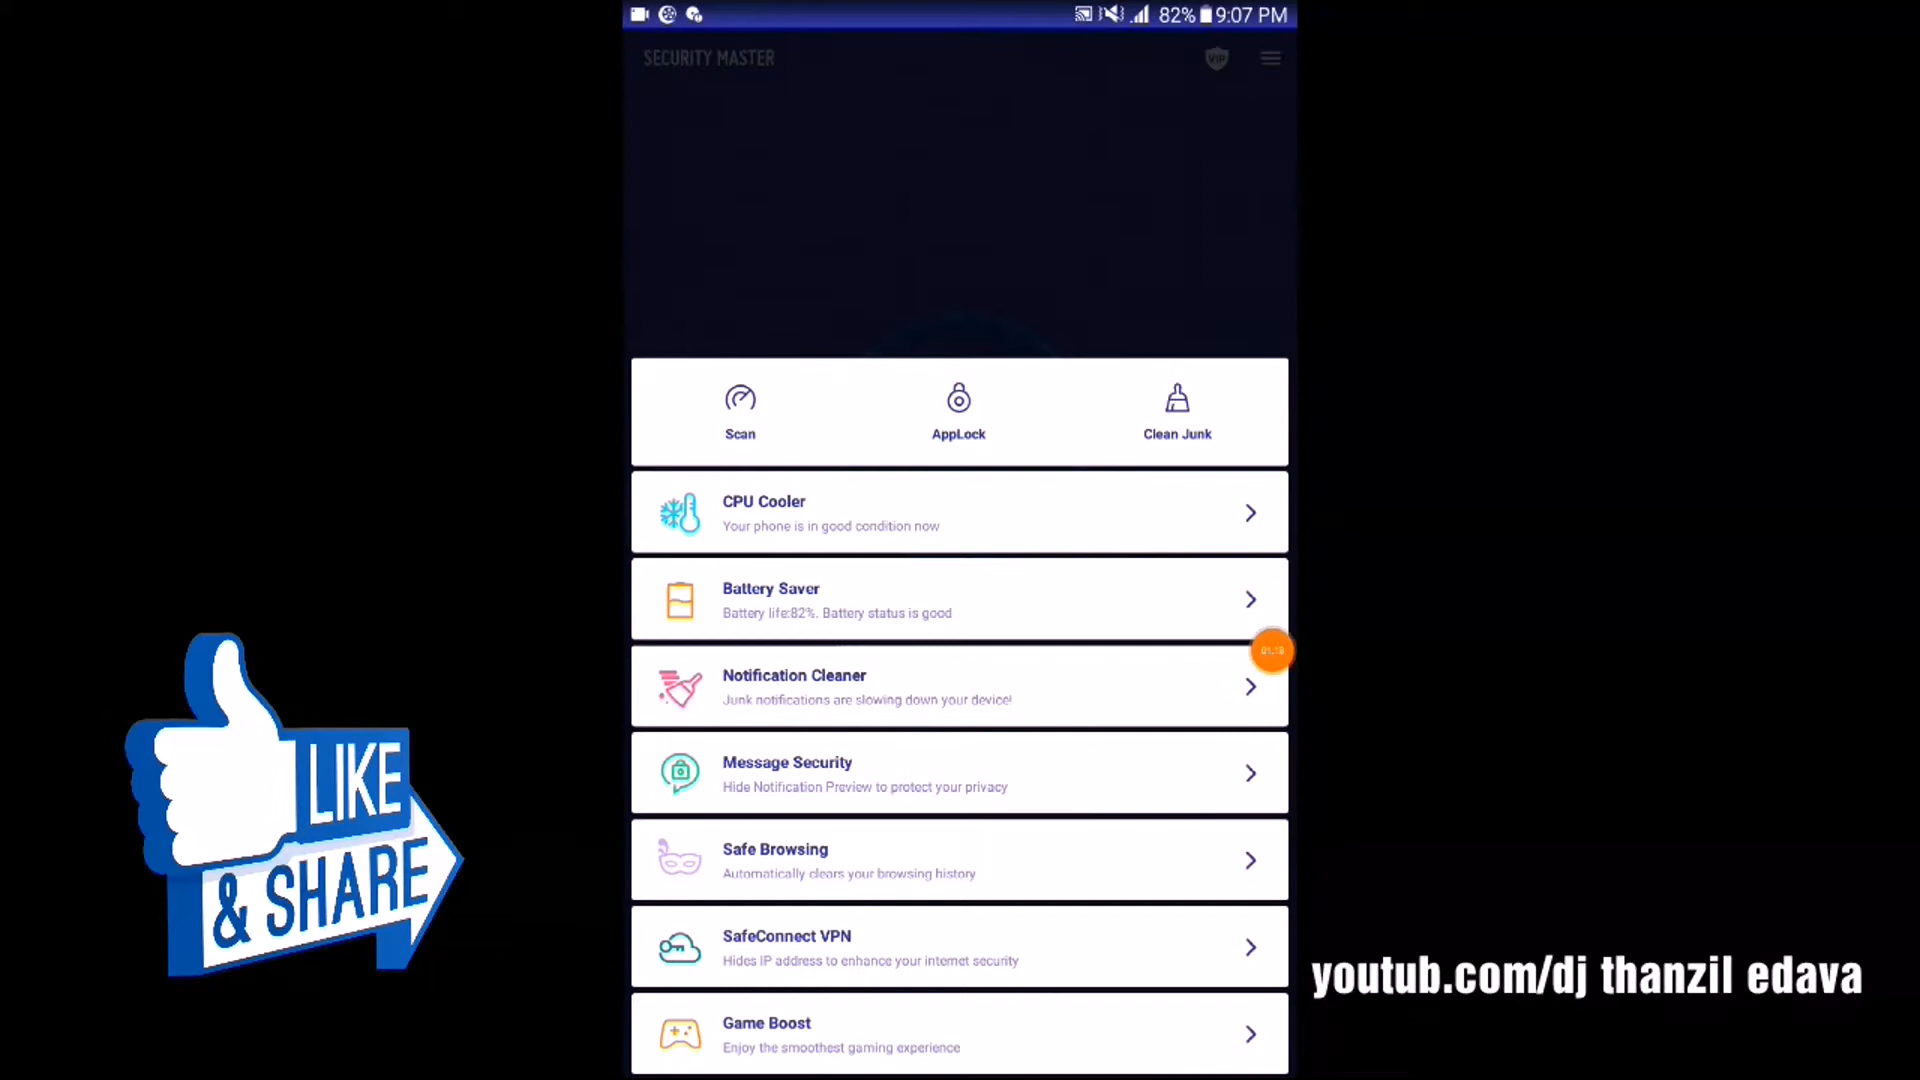 82% 9:07 PM
SECURITY MASTER
VIP
Scan
AppLock
Clean Junk
CPU Cooler
Your phone is in good condition now
Battery Saver
Battery life:82%. Battery status is good
01:18
Notification Cleaner
Junk notifications are slowing down your device!
Message Security
Hide Notification Preview to protect your privacy
Safe Browsing
Automatically clears your browsing history
SafeConnect VPN
Hides IP address to enhance your internet security
Game Boost
Enjoy the smoothest gaming experience
LIKE
& SHARE
youtub.com/dj thanzil edava